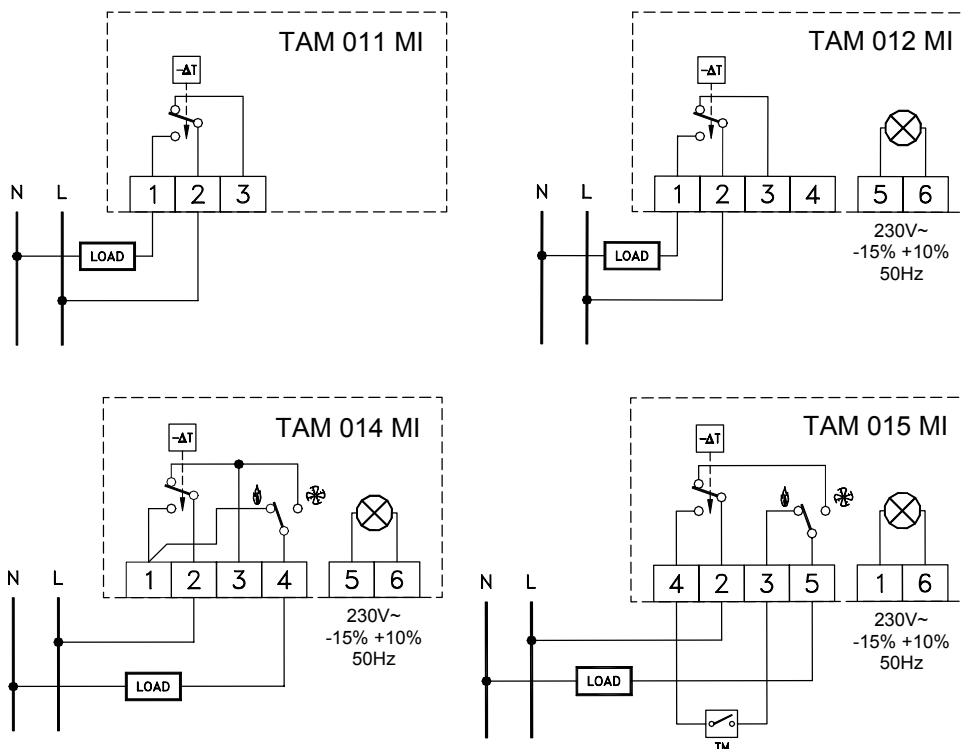 TAM 011 MI
-ΔT
1 2 3
N L
LOAD
TAM 012 MI
-ΔT
1 2 3 4 5 6
N L
LOAD
230V~
-15% +10%
50Hz
TAM 014 MI
-ΔT
1 2 3 4 5 6
N L
230V~
-15% +10%
50Hz
LOAD
TAM 015 MI
-ΔT
4 2 3 5 1 6
N L
230V~
-15% +10%
50Hz
LOAD
TM